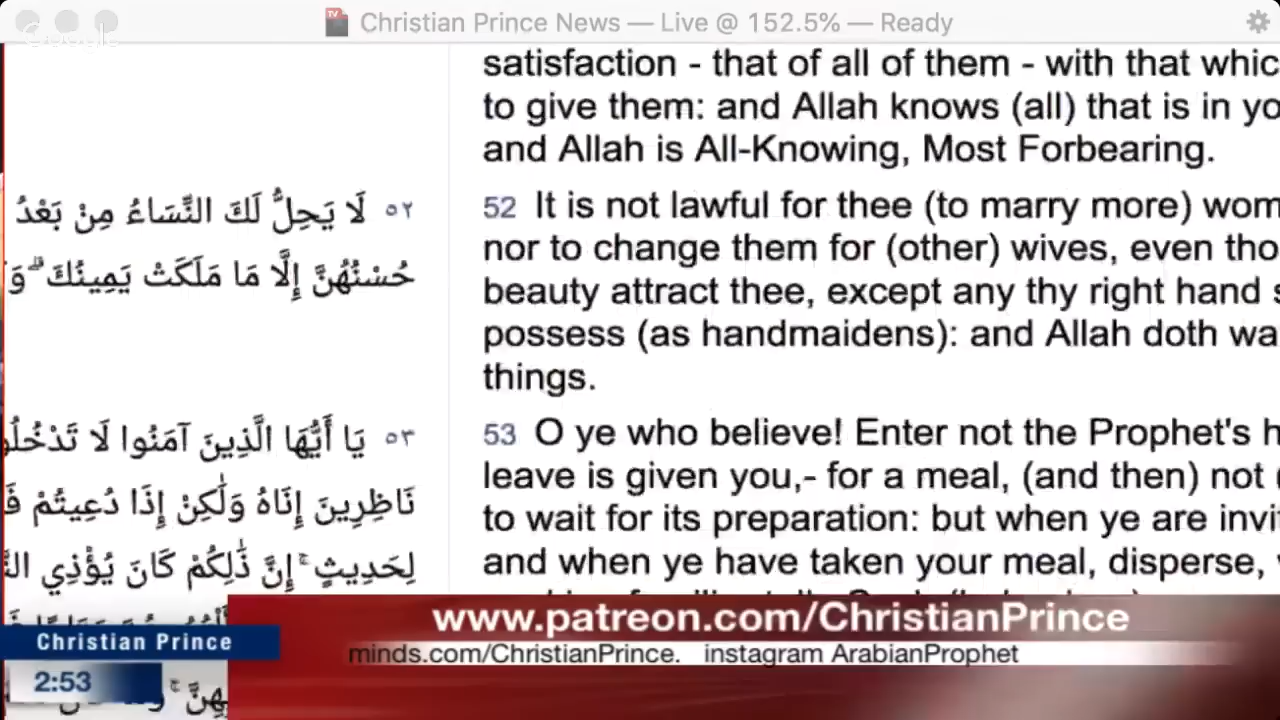 Christian Prince News — Live @ 152.5% — Ready
Google
satisfaction - that of all of them - with that which
to give them: and Allah knows (all) that is in yo
and Allah is All-Knowing, Most Forbearing.
٥٢ لَا يَحِلُّ لَكَ النِّسَاءُ مِنْ بَعْدُ
حُسْنُهُنَّ إِلَّا مَا مَلَكَتْ يَمِينُكَ ۗ
52 It is not lawful for thee (to marry more) wom
nor to change them for (other) wives, even tho
beauty attract thee, except any thy right hand s
possess (as handmaidens): and Allah doth wa
things.
٥٣ يَا أَيُّهَا الَّذِينَ آمَنُوا لَا تَدْخُلُو
نَاظِرِينَ إِنَاهُ وَلَٰكِنْ إِذَا دُعِيتُمْ فَ
لِحَدِيثٍ ۚ إِنَّ ذَٰلِكُمْ كَانَ يُؤْذِي
53 O ye who believe! Enter not the Prophet's h
leave is given you,- for a meal, (and then) not
to wait for its preparation: but when ye are invi
and when ye have taken your meal, disperse,
www.patreon.com/ChristianPrince
Christian Prince
minds.com/ChristianPrince. instagram ArabianProphet
2:53